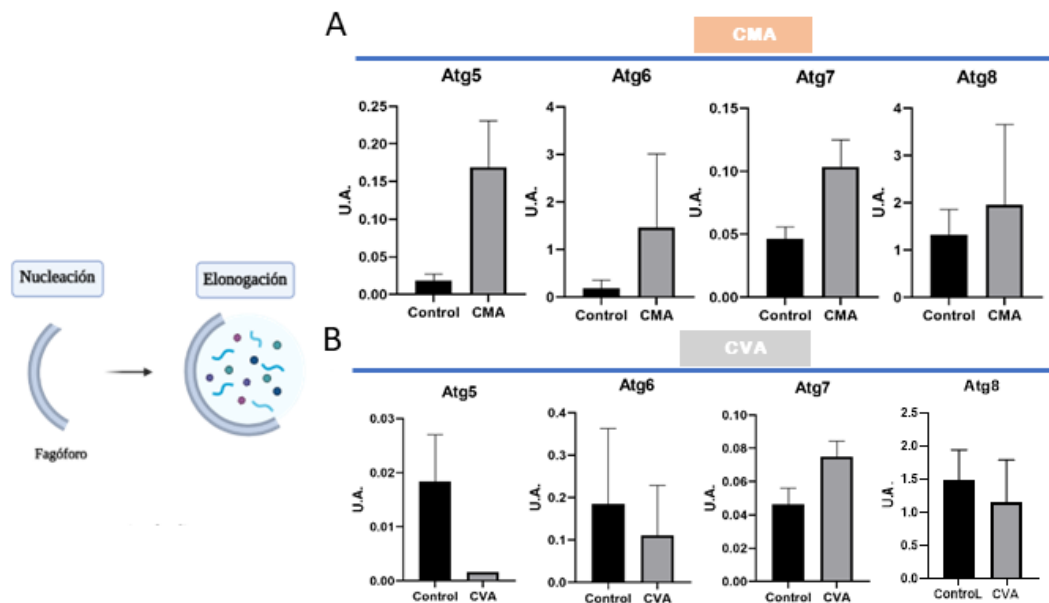 Nucleación
Elonogación
Fagóforo
A
CMA
Atg5
U.A.
0.25
0.20
0.15
0.10
0.05
0.00
Control CMA
Atg6
U.A.
4
3
2
1
0
Control CMA
Atg7
U.A.
0.15
0.10
0.05
0.00
Control CMA
Atg8
U.A.
4
3
2
1
0
Control CMA
B
CVA
Atg5
U.A.
0.03
0.02
0.01
0.00
Control CVA
Atg6
U.A.
0.4
0.3
0.2
0.1
0.0
Control CVA
Atg7
U.A.
0.10
0.08
0.06
0.04
0.02
0.00
Control CVA
Atg8
U.A.
2.5
2.0
1.5
1.0
0.5
0.0
ControL CVA